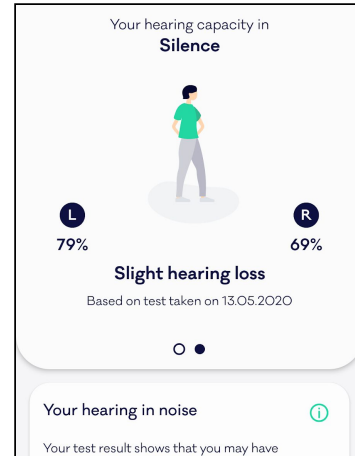 Your hearing capacity in
Silence
L
R
79%
69%
Slight hearing loss
Based on test taken on 13.05.2020
Your hearing in noise
i
Your test result shows that you may have